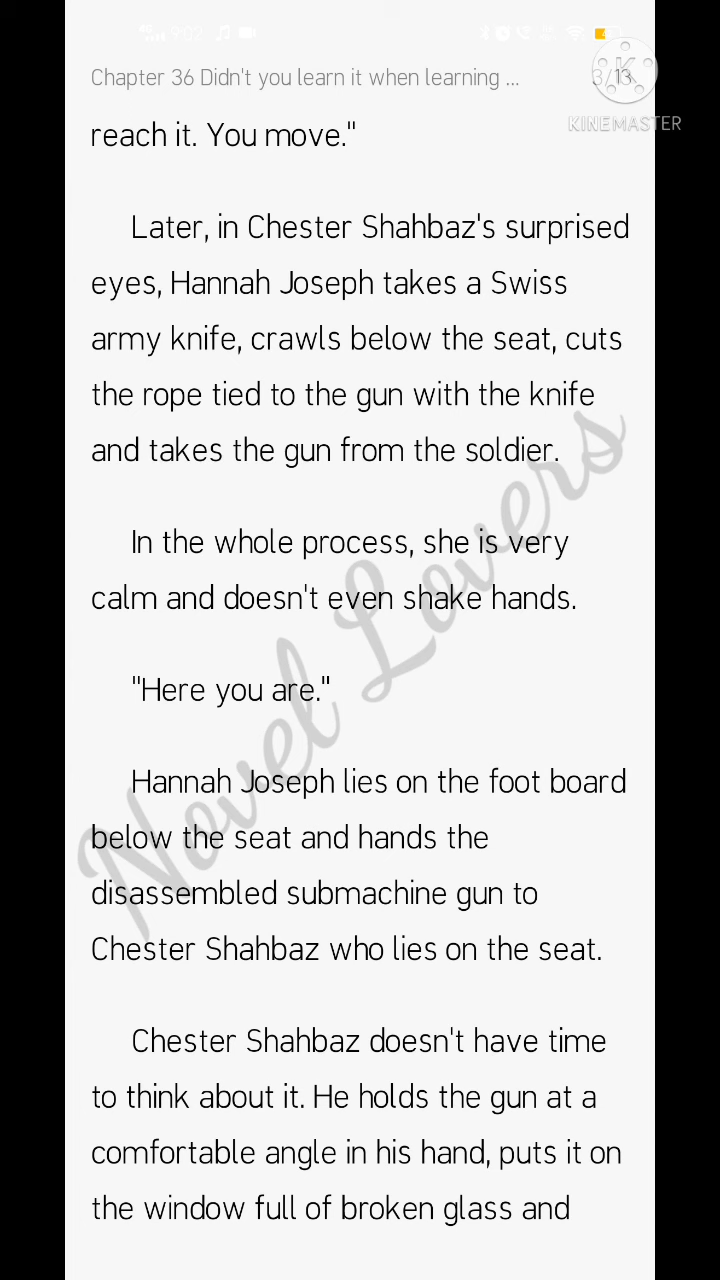 9:02
Chapter 36 Didn't you learn it when learning ...
3/13
K
KINEMASTER
reach it. You move."
Later, in Chester Shahbaz's surprised
eyes, Hannah Joseph takes a Swiss
army knife, crawls below the seat, cuts
the rope tied to the gun with the knife
and takes the gun from the soldier.
In the whole process, she is very
calm and doesn't even shake hands.
"Here you are."
Hannah Joseph lies on the foot board
below the seat and hands the
disassembled submachine gun to
Chester Shahbaz who lies on the seat.
Chester Shahbaz doesn't have time
to think about it. He holds the gun at a
comfortable angle in his hand, puts it on
the window full of broken glass and
Novel Lovers